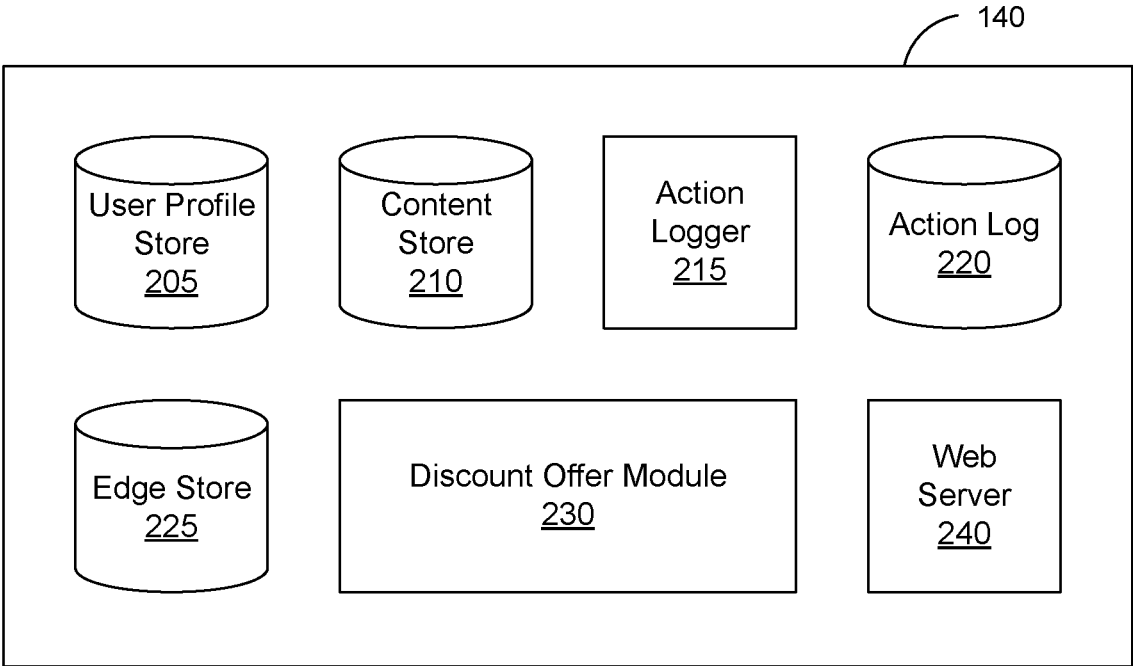 140
User Profile
Store
205
Content
Store
210
Action
Logger
215
Action Log
220
Edge Store
225
Discount Offer Module
230
Web
Server
240